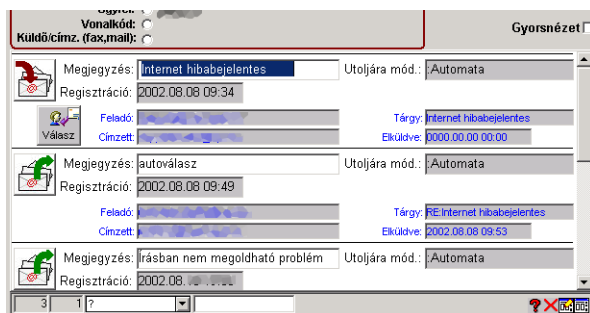 Ügyfél:
Vonalkód:
Küldő/címz. (fax,mail):
Gyorsnézet
Megjegyzés: Internet hibabejelentes Utoljára mód.: :Automata
Regisztráció: 2002.08.08 09:34
Válasz
Feladó: Tárgy: Internet hibabejelentes
Címzett: Elküldve: 0000.00.00 00:00
Megjegyzés: autoválasz Utoljára mód.: :Automata
Regisztráció: 2002.08.08 09:49
Feladó: Tárgy: RE:Internet hibabejelentes
Címzett: Elküldve: 2002.08.08 09:53
Megjegyzés: Írásban nem megoldható problém Utoljára mód.: :Automata
Regisztráció: 2002.08.
3 1 ?